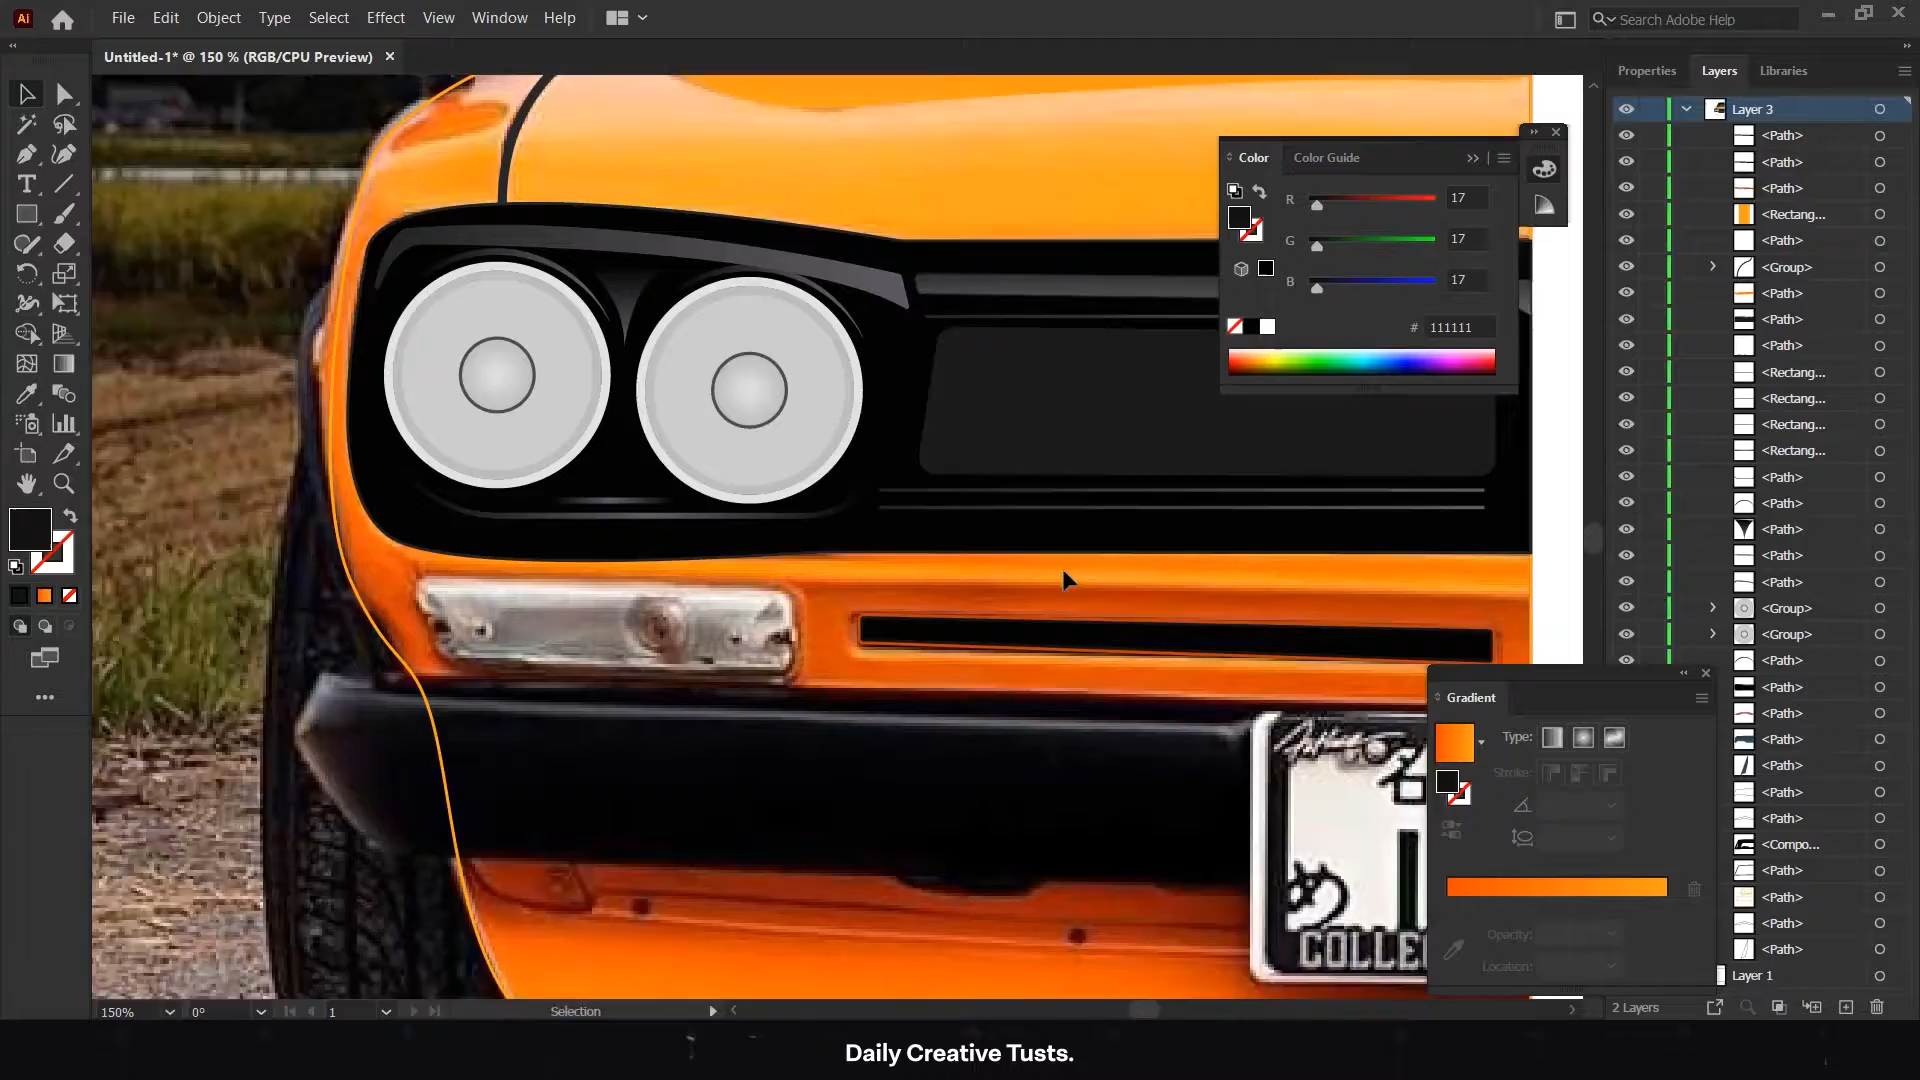 Ai File Edit Object Type Select Effect View Window Help Search Adobe Help
Untitled-1* @ 150 % (RGB/CPU Preview)
Properties Layers Libraries
Layer 3
<Path>
<Path>
<Path>
<Rectang...
<Path>
<Group>
<Path>
<Path>
<Path>
<Rectang...
<Rectang...
<Rectang...
<Rectang...
<Path>
<Path>
<Path>
<Path>
<Path>
<Group>
<Group>
<Path>
<Path>
<Path>
<Path>
<Path>
<Path>
<Path>
<Compo...
<Path>
<Path>
<Path>
<Path>
Layer 1
2 Layers
Color Color Guide
R 17
G 17
B 17
# 111111
Gradient
Type:
Stroke:
Opacity:
Location:
COLLE
150% 0° 1 Selection
Daily Creative Tusts.